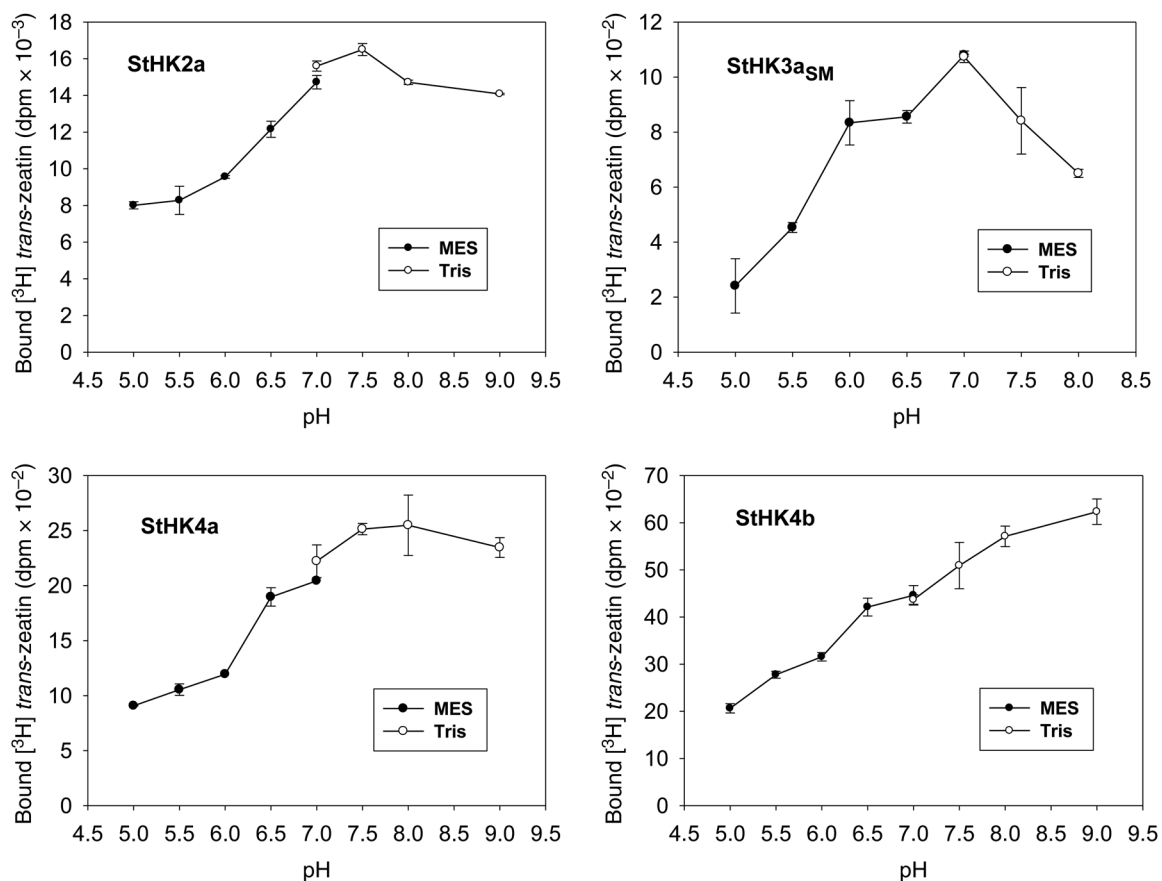 StHK2a
Bound [³H] trans-zeatin (dpm × 10⁻³)
18
16
14
12
10
8
6
4
2
0
MES
Tris
4.5 5.0 5.5 6.0 6.5 7.0 7.5 8.0 8.5 9.0 9.5
pH
StHK3aSM
Bound [³H] trans-zeatin (dpm × 10⁻²)
12
10
8
6
4
2
0
MES
Tris
4.5 5.0 5.5 6.0 6.5 7.0 7.5 8.0 8.5
pH
StHK4a
Bound [³H] trans-zeatin (dpm × 10⁻²)
30
25
20
15
10
5
0
MES
Tris
4.5 5.0 5.5 6.0 6.5 7.0 7.5 8.0 8.5 9.0 9.5
pH
StHK4b
Bound [³H] trans-zeatin (dpm × 10⁻²)
70
60
50
40
30
20
10
0
MES
Tris
4.5 5.0 5.5 6.0 6.5 7.0 7.5 8.0 8.5 9.0 9.5
pH